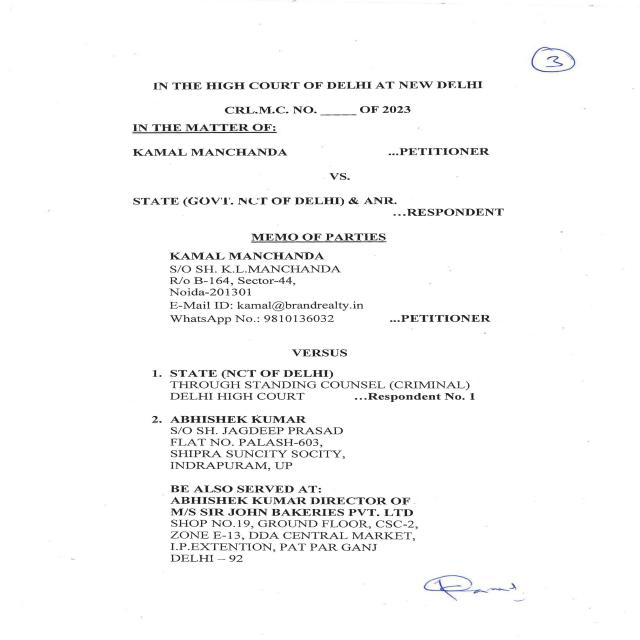 3
IN THE HIGH COURT OF DELHI AT NEW DELHI
CRL.M.C. NO. _____ OF 2023
IN THE MATTER OF:
KAMAL MANCHANDA ...PETITIONER
VS.
STATE (GOVT. NCT OF DELHI) & ANR.
...RESPONDENT
MEMO OF PARTIES
KAMAL MANCHANDA
S/O SH. K.L.MANCHANDA
R/o B-164, Sector-44,
Noida-201301
E-Mail ID: kamal@brandrealty.in
WhatsApp No.: 9810136032 ...PETITIONER
VERSUS
1. STATE (NCT OF DELHI)
THROUGH STANDING COUNSEL (CRIMINAL)
DELHI HIGH COURT ...Respondent No. 1
2. ABHISHEK KUMAR
S/O SH. JAGDEEP PRASAD
FLAT NO. PALASH-603,
SHIPRA SUNCITY SOCITY,
INDRAPURAM, UP
BE ALSO SERVED AT:
ABHISHEK KUMAR DIRECTOR OF
M/S SIR JOHN BAKERIES PVT. LTD
SHOP NO.19, GROUND FLOOR, CSC-2,
ZONE E-13, DDA CENTRAL MARKET,
I.P.EXTENTION, PAT PAR GANJ
DELHI – 92